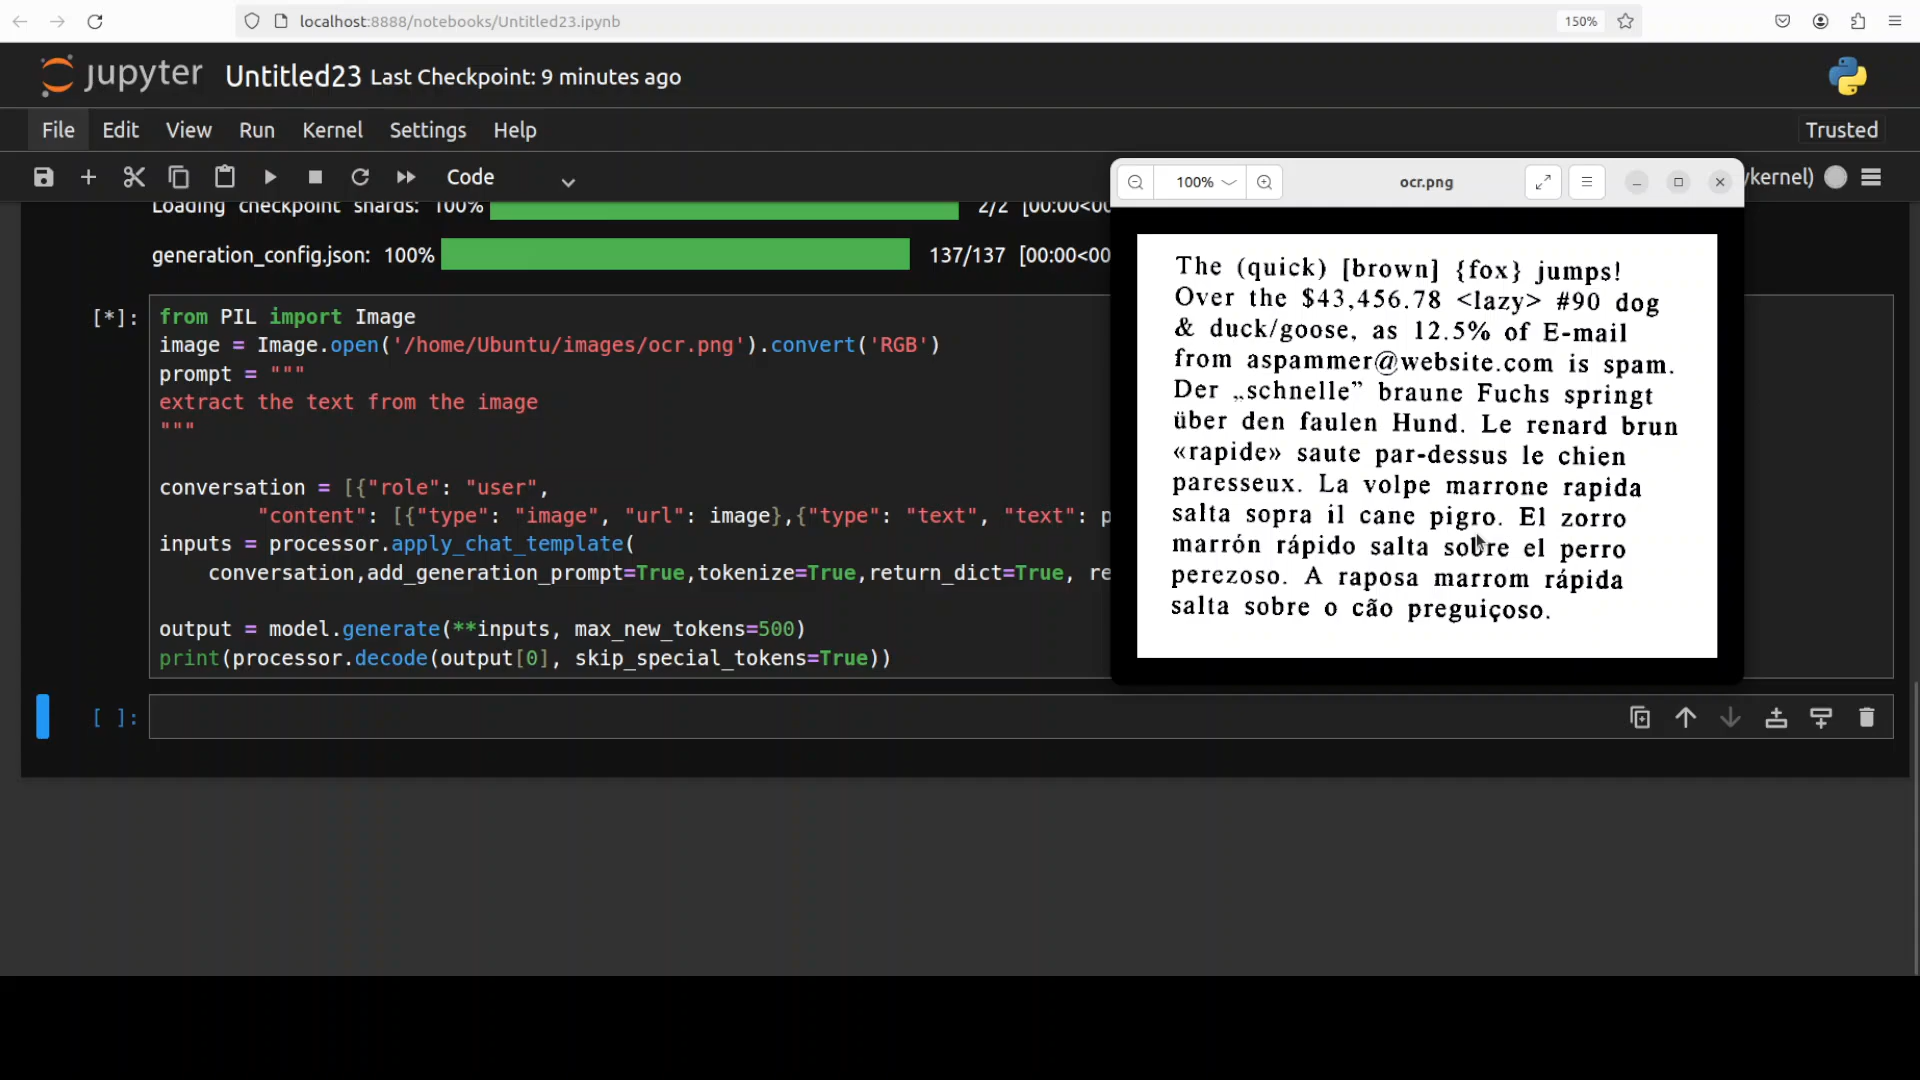 localhost:8888/notebooks/Untitled23.ipynb
150%
jupyter Untitled23 Last Checkpoint: 9 minutes ago
File Edit View Run Kernel Settings Help
Trusted
Code
kernel)
Loading checkpoint shards: 100% 2/2 [00:00<00
generation_config.json: 100% 137/137 [00:00<00
[*]:
from PIL import Image
image = Image.open('/home/Ubuntu/images/ocr.png').convert('RGB')
prompt = """
extract the text from the image
"""
conversation = [{"role": "user",
"content": [{"type": "image", "url": image},{"type": "text", "text": p
inputs = processor.apply_chat_template(
conversation,add_generation_prompt=True,tokenize=True,return_dict=True, re
output = model.generate(**inputs, max_new_tokens=500)
print(processor.decode(output[0], skip_special_tokens=True))
[ ]:
100%
ocr.png
The (quick) [brown] {fox} jumps!
Over the $43,456.78 <lazy> #90 dog
& duck/goose, as 12.5% of E-mail
from aspammer@website.com is spam.
Der „schnelle” braune Fuchs springt
über den faulen Hund. Le renard brun
«rapide» saute par-dessus le chien
paresseux. La volpe marrone rapida
salta sopra il cane pigro. El zorro
marrón rápido salta sobre el perro
perezoso. A raposa marrom rápida
salta sobre o cão preguiçoso.